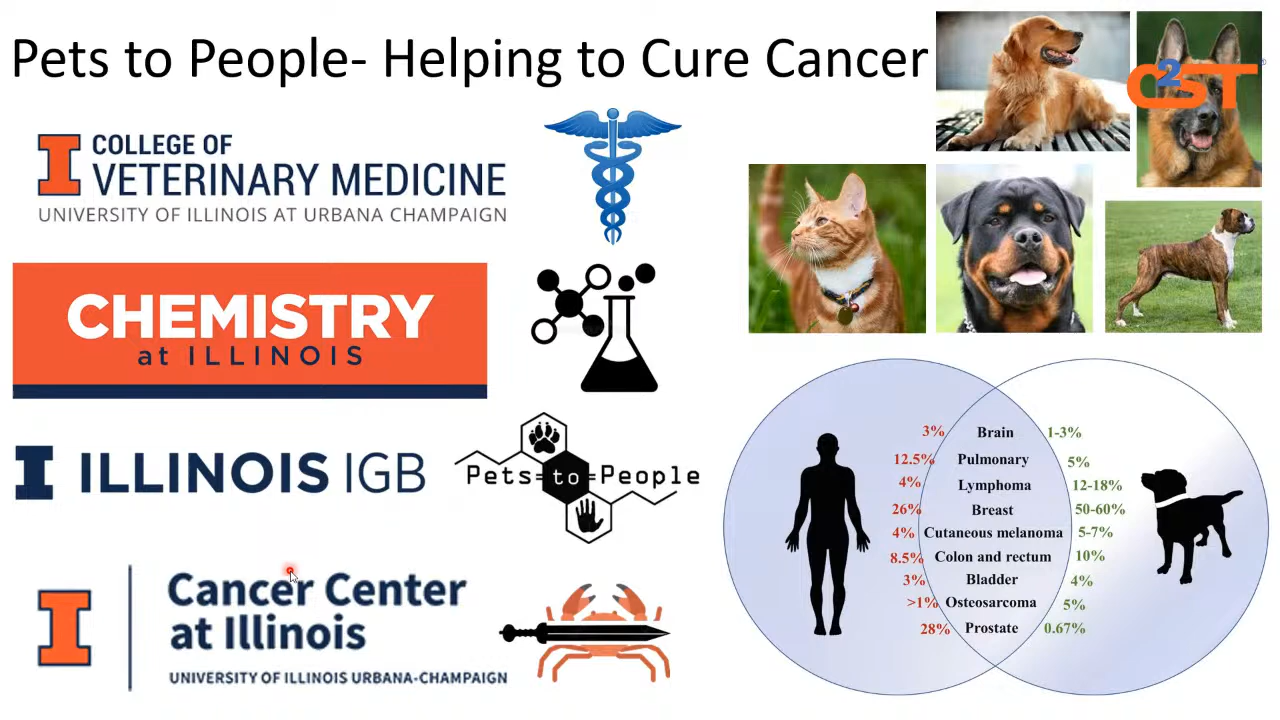 Pets to People- Helping to Cure Cancer
C2ST
COLLEGE OF
VETERINARY MEDICINE
UNIVERSITY OF ILLINOIS AT URBANA CHAMPAIGN
CHEMISTRY
at ILLINOIS
I ILLINOIS IGB
Pets=to=People
I
Cancer Center
at Illinois
UNIVERSITY OF ILLINOIS URBANA-CHAMPAIGN
3% Brain 1-3%
12.5% Pulmonary 5%
4% Lymphoma 12-18%
26% Breast 50-60%
4% Cutaneous melanoma 5-7%
8.5% Colon and rectum 10%
3% Bladder 4%
>1% Osteosarcoma 5%
28% Prostate 0.67%